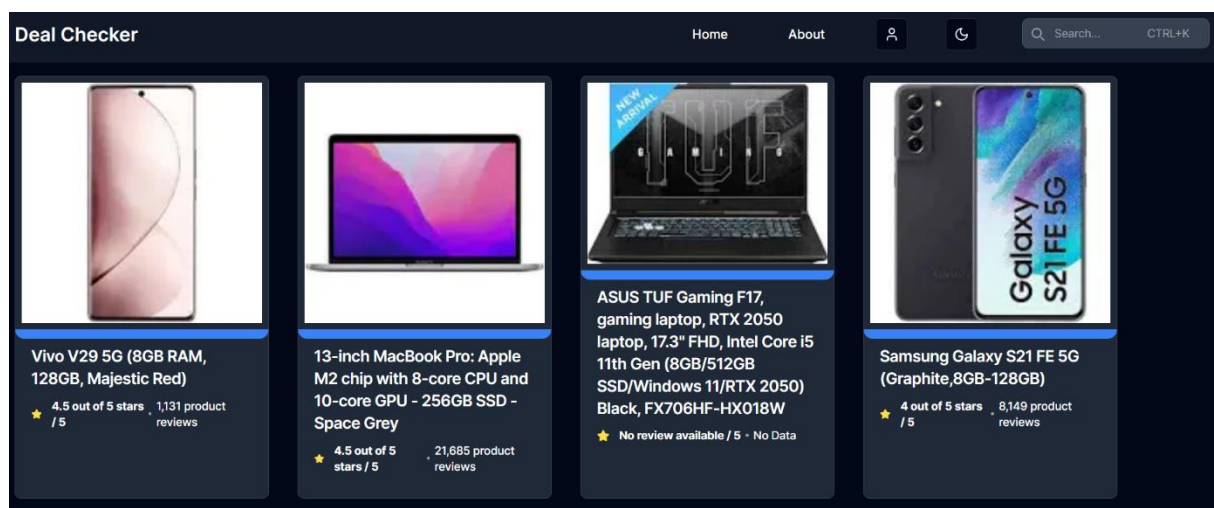 Deal Checker
Home
About
Search...
CTRL+K
Vivo V29 5G (8GB RAM,
128GB, Majestic Red)
4.5 out of 5 stars
/ 5
•
1,131 product
reviews
13-inch MacBook Pro: Apple
M2 chip with 8-core CPU and
10-core GPU - 256GB SSD -
Space Grey
4.5 out of 5
stars / 5
•
21,685 product
reviews
NEW
ARRIVAL
TUF
GAMING
ASUS TUF Gaming F17,
gaming laptop, RTX 2050
laptop, 17.3" FHD, Intel Core i5
11th Gen (8GB/512GB
SSD/Windows 11/RTX 2050)
Black, FX706HF-HX018W
No review available / 5 • No Data
Galaxy
S21 FE 5G
Samsung Galaxy S21 FE 5G
(Graphite,8GB-128GB)
4 out of 5 stars
/ 5
•
8,149 product
reviews